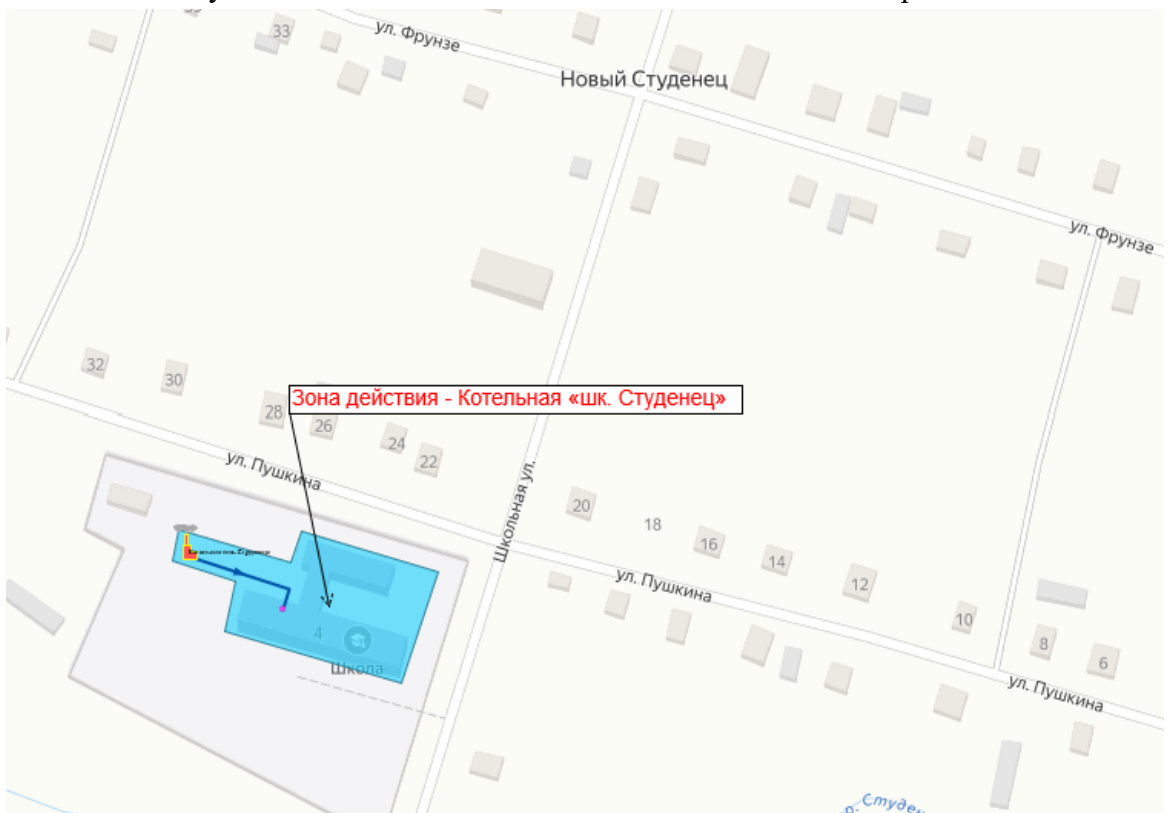 33
ул. Фрунзе
Новый Студенец
ул. Фрунзе
32
30
28
26
24
22
Зона действия - Котельная «шк. Студенец»
ул. Пушкина
Школьная ул.
20
18
16
14
12
10
8
6
ул. Пушкина
ул. Пушкина
4
Школа
р. Студен